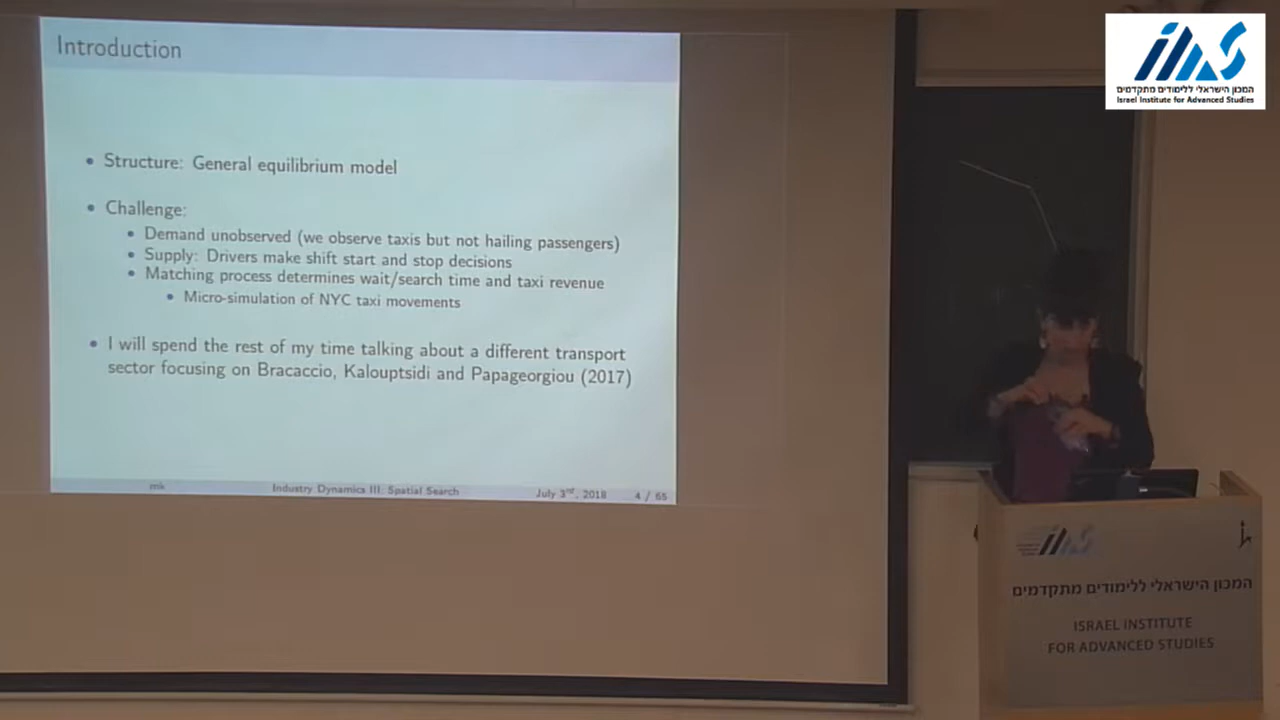 Introduction
• Structure: General equilibrium model
• Challenge:
• Demand unobserved (we observe taxis but not hailing passengers)
• Supply: Drivers make shift start and stop decisions
• Matching process determines wait/search time and taxi revenue
• Micro-simulation of NYC taxi movements
• I will spend the rest of my time talking about a different transport
sector focusing on Bracaccio, Kalouptsidi and Papageorgiou (2017)
mk Industry Dynamics III: Spatial Search July 3rd, 2018 4 / 65
המכון הישראלי ללימודים מתקדמים
Israel Institute for Advanced Studies
המכון הישראלי ללימודים מתקדמים
ISRAEL INSTITUTE
FOR ADVANCED STUDIES